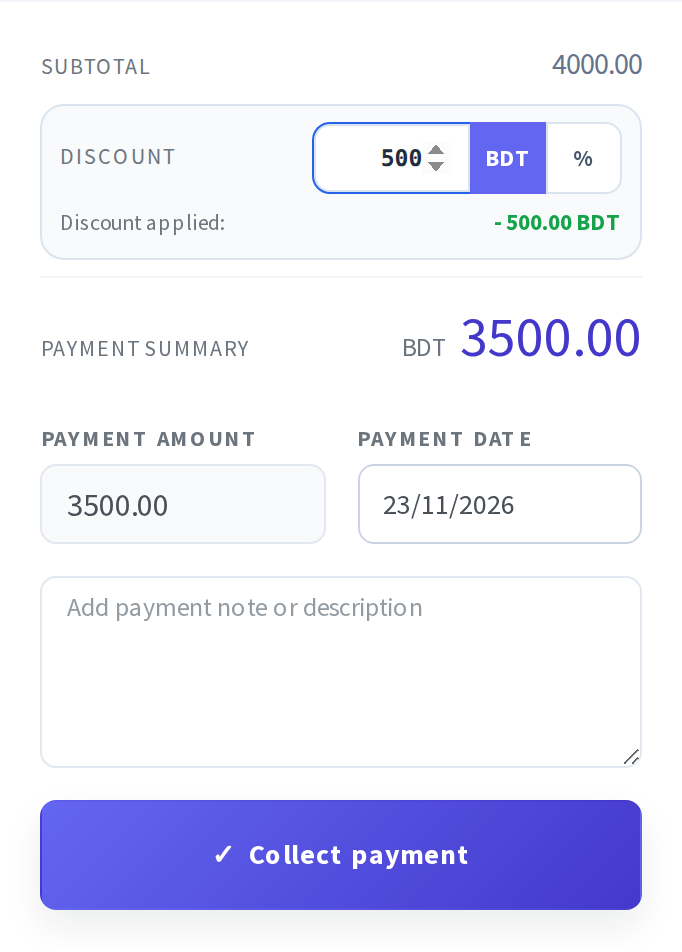 SUBTOTAL 4000.00
DISCOUNT 500 BDT %
Discount applied: - 500.00 BDT
PAYMENT SUMMARY BDT 3500.00
PAYMENT AMOUNT PAYMENT DATE
3500.00 23/11/2026
Add payment note or description
✓ Collect payment